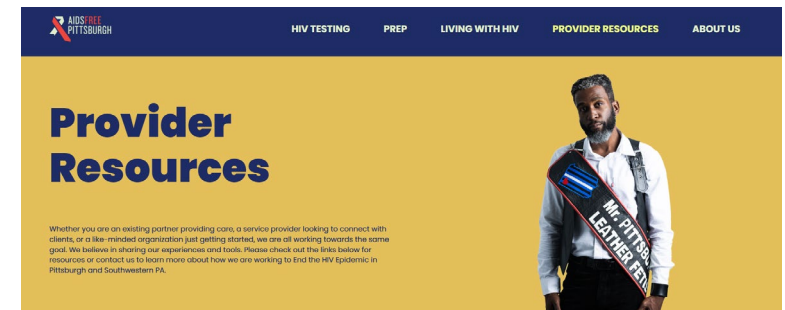 AIDSFREE
PITTSBURGH
HIV TESTING
PREP
LIVING WITH HIV
PROVIDER RESOURCES
ABOUT US
Provider
Resources
Whether you are an existing partner providing care, a service provider looking to connect with
clients, or a like-minded organization just getting started, we are all working towards the same
goal. We believe in sharing our experiences and tools. Please check out the links below for
resources or contact us to learn more about how we are working to End the HIV Epidemic in
Pittsburgh and Southwestern PA.
Mr. PITTSB
LEATHER FET